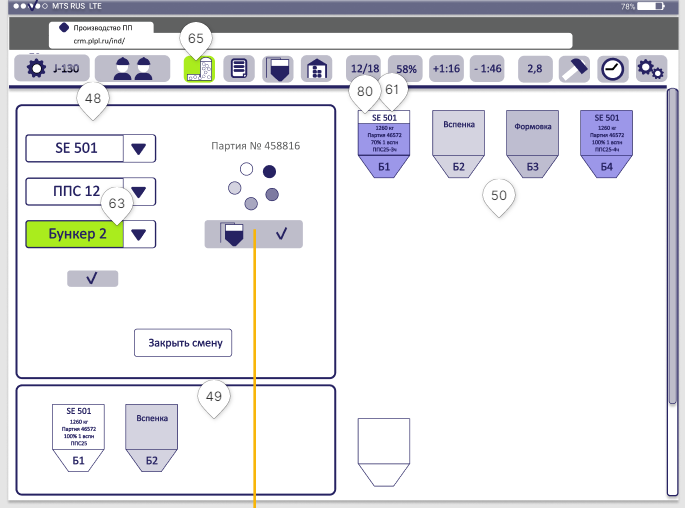 MTS RUS LTE
78%
Производство ПП
crm.plpl.ru/ind/
65
J-130
12/18
58%
+1:16
- 1:46
2,8
48
80
61
SE 501
ППС 12
63
Бункер 2
Партия № 458816
Закрыть смену
SE 501
1260 кг
Партия 46572
70% 1 вспн
ППС25-3ч
Б1
Вспенка
Б2
Формовка
Б3
SE 501
1260 кг
Партия 46572
100% 1 вспн
ППС25-4ч
Б4
50
49
SE 501
1260 кг
Партия 46572
100% 1 вспн
ППС25
Б1
Вспенка
Б2